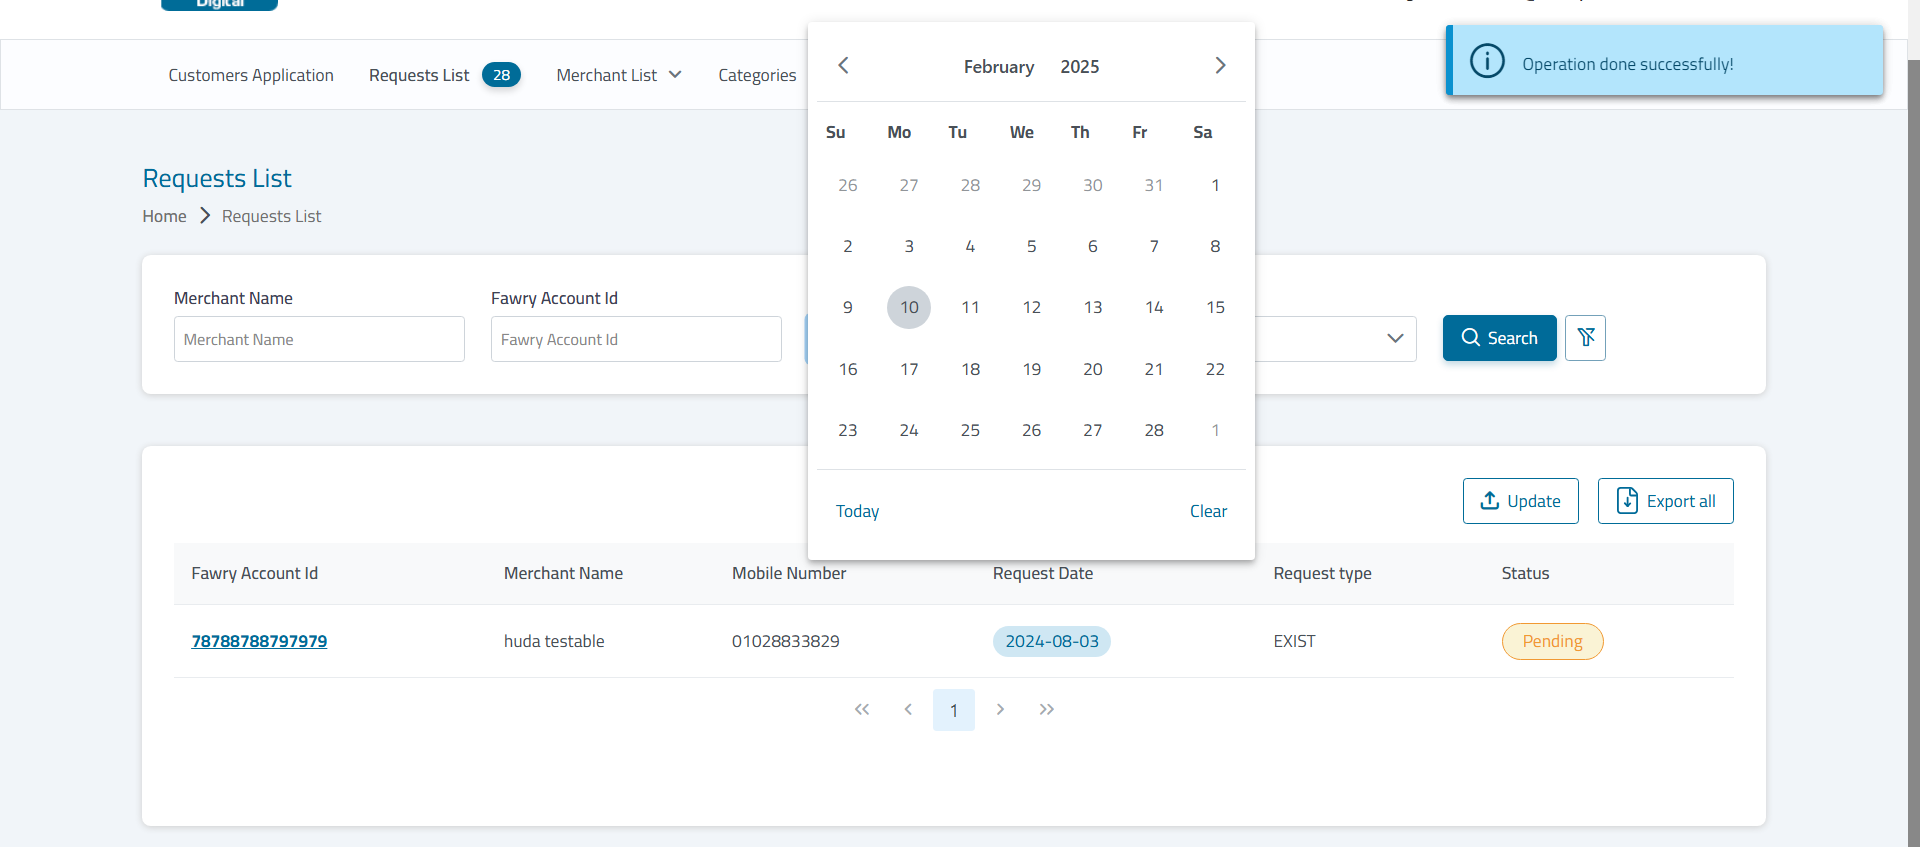 Digital
Customers Application
Requests List 28
Merchant List
Categories
Operation done successfully!
February 2025
Su Mo Tu We Th Fr Sa
26 27 28 29 30 31 1
2 3 4 5 6 7 8
9 10 11 12 13 14 15
16 17 18 19 20 21 22
23 24 25 26 27 28 1
Today Clear
Requests List
Home Requests List
Merchant Name
Fawry Account Id
Merchant Name
Fawry Account Id
Search
Update
Export all
Fawry Account Id Merchant Name Mobile Number Request Date Request type Status
78788788797979 huda testable 01028833829 2024-08-03 EXIST Pending
1